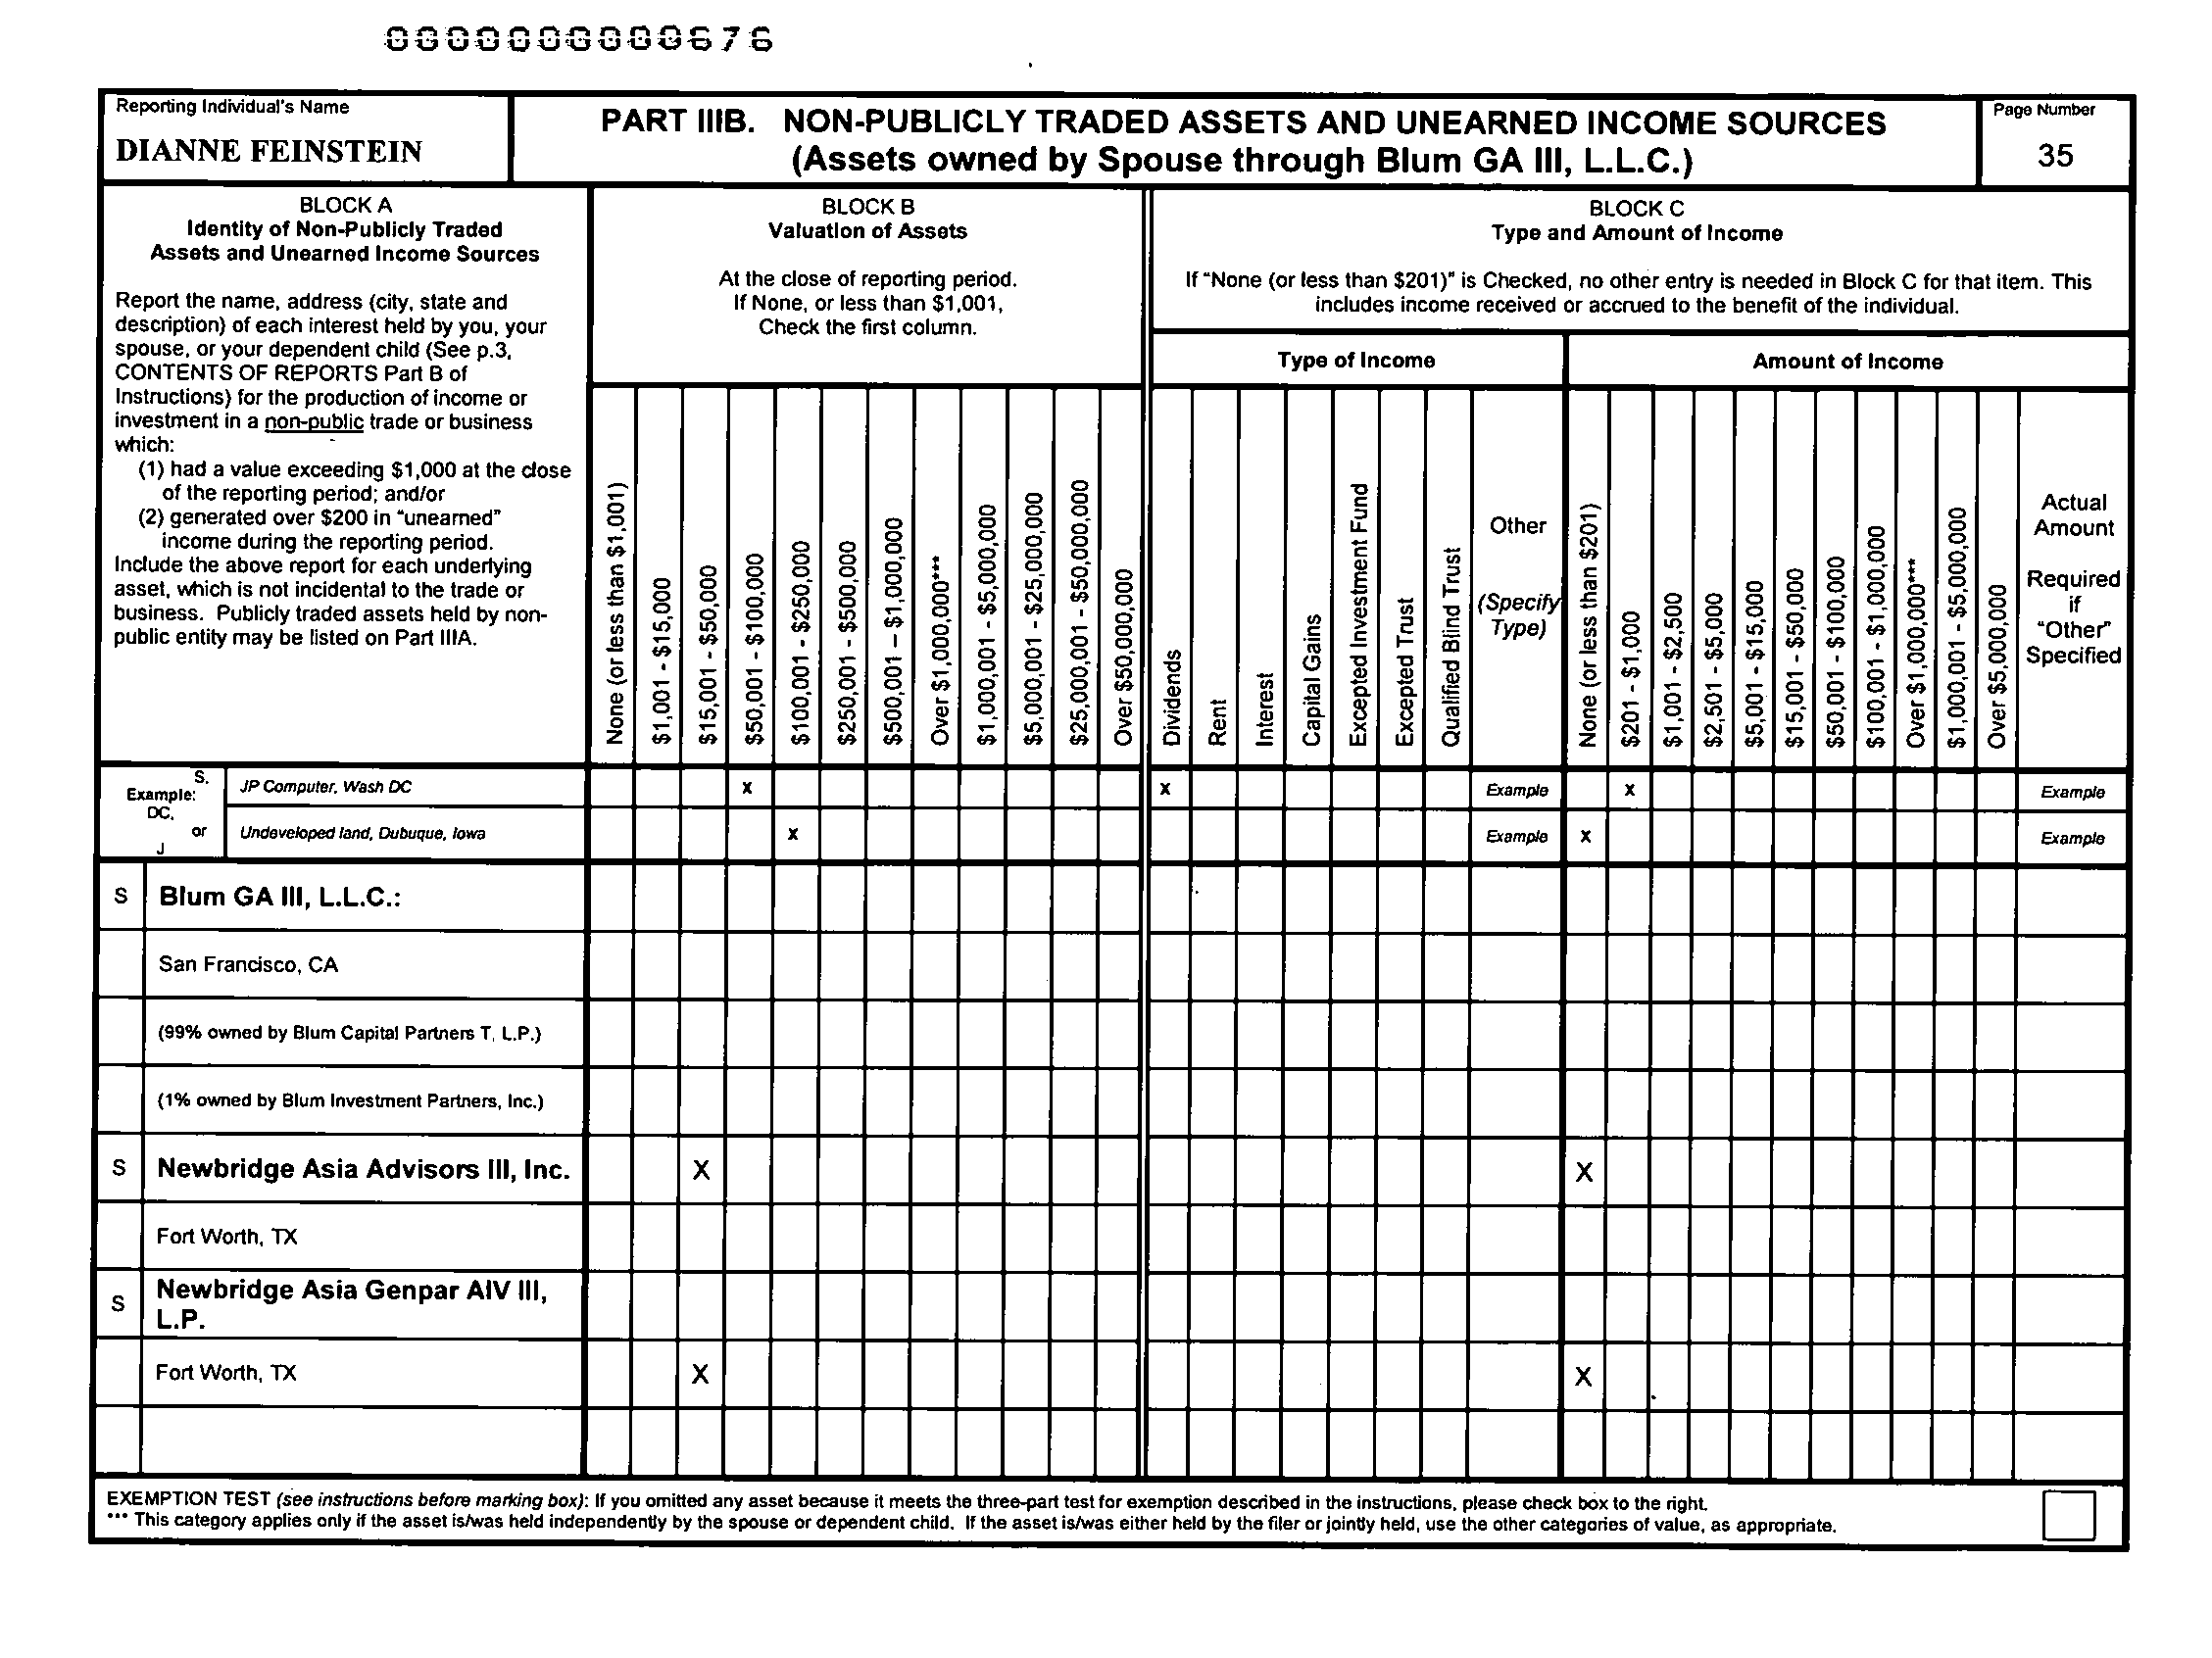 000000000676
Reporting Individual's Name
DIANNE FEINSTEIN
PART IIIB. NON-PUBLICLY TRADED ASSETS AND UNEARNED INCOME SOURCES
(Assets owned by Spouse through Blum GA III, L.L.C.)
Page Number
35
BLOCK A
Identity of Non-Publicly Traded
Assets and Unearned Income Sources
Report the name, address (city, state and
description) of each interest held by you, your
spouse, or your dependent child (See p.3,
CONTENTS OF REPORTS Part B of
Instructions) for the production of income or
investment in a non-public trade or business
which:
(1) had a value exceeding $1,000 at the close
of the reporting period; and/or
(2) generated over $200 in "unearned"
income during the reporting period.
Include the above report for each underlying
asset, which is not incidental to the trade or
business. Publicly traded assets held by non-
public entity may be listed on Part IIIA.
BLOCK B
Valuation of Assets
At the close of reporting period.
If None, or less than $1,001,
Check the first column.
BLOCK C
Type and Amount of Income
If "None (or less than $201)" is Checked, no other entry is needed in Block C for that item. This
includes income received or accrued to the benefit of the individual.
Type of Income
Amount of Income
None (or less than $1,001)
$1,001 - $15,000
$15,001 - $50,000
$50,001 - $100,000
$100,001 - $250,000
$250,001 - $500,000
$500,001 – $1,000,000
Over $1,000,000***
$1,000,001 - $5,000,000
$5,000,001 - $25,000,000
$25,000,001 - $50,000,000
Over $50,000,000
Dividends
Rent
Interest
Capital Gains
Excepted Investment Fund
Excepted Trust
Qualified Blind Trust
Other
(Specify
Type)
None (or less than $201)
$201 - $1,000
$1,001 - $2,500
$2,501 - $5,000
$5,001 - $15,000
$15,001 - $50,000
$50,001 - $100,000
$100,001 - $1,000,000
Over $1,000,000***
$1,000,001 - $5,000,000
Over $5,000,000
Actual
Amount
Required
if
"Other"
Specified
S,
Example:
DC,
or
J
JP Computer, Wash DC
X
X
Example
X
Example
Undeveloped land, Dubuque, Iowa
X
Example
X
Example
S
Blum GA III, L.L.C.:
San Francisco, CA
(99% owned by Blum Capital Partners T, L.P.)
(1% owned by Blum Investment Partners, Inc.)
S
Newbridge Asia Advisors III, Inc.
X
X
Fort Worth, TX
S
Newbridge Asia Genpar AIV III,
L.P.
Fort Worth, TX
X
X
EXEMPTION TEST (see instructions before marking box): If you omitted any asset because it meets the three-part test for exemption described in the instructions, please check box to the right.
*** This category applies only if the asset is/was held independently by the spouse or dependent child. If the asset is/was either held by the filer or jointly held, use the other categories of value, as appropriate.